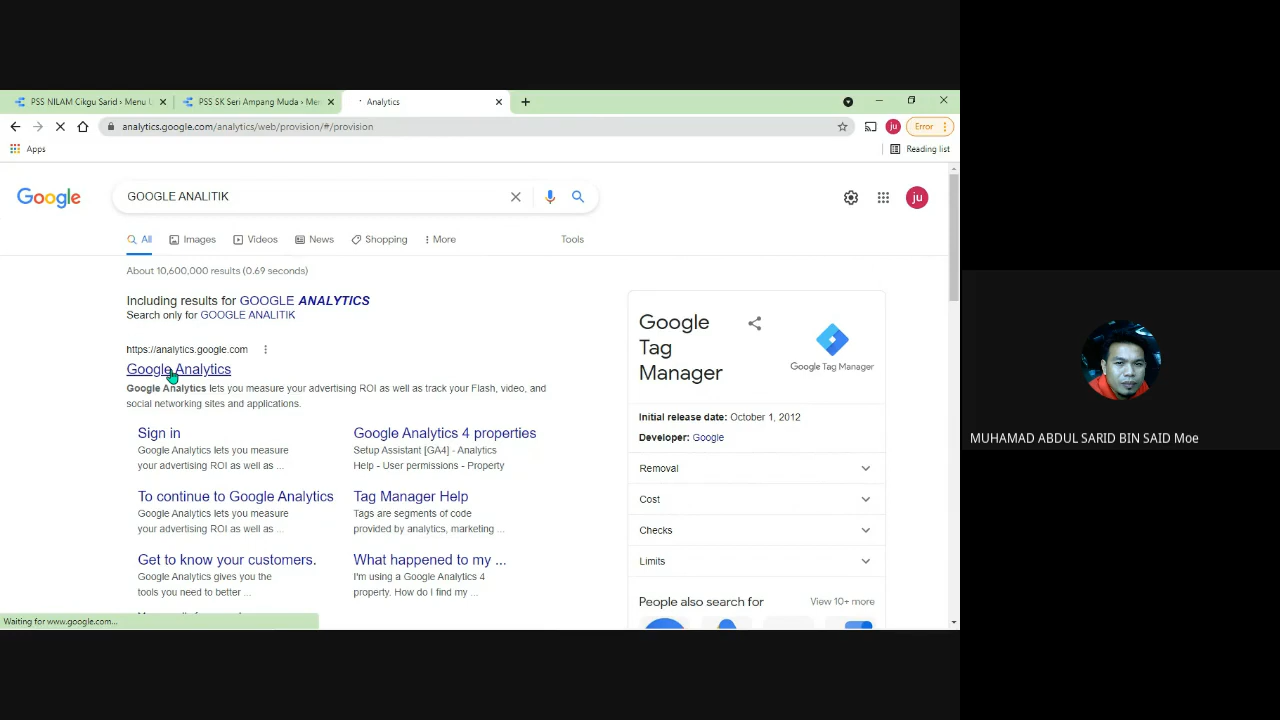 PSS NILAM Cikgu Sarid › Menu U
PSS SK Seri Ampang Muda › Me
Analytics
analytics.google.com/analytics/web/provision/#/provision
ju
Error
Apps
Reading list
Google
GOOGLE ANALITIK
ju
All
Images
Videos
News
Shopping
More
Tools
About 10,600,000 results (0.69 seconds)
Including results for GOOGLE ANALYTICS
Search only for GOOGLE ANALITIK
https://analytics.google.com
Google Analytics
Google Analytics lets you measure your advertising ROI as well as track your Flash, video, and
social networking sites and applications.
Sign in
Google Analytics lets you measure
your advertising ROI as well as ...
Google Analytics 4 properties
Setup Assistant [GA4] - Analytics
Help - User permissions - Property
To continue to Google Analytics
Google Analytics lets you measure
your advertising ROI as well as ...
Tag Manager Help
Tags are segments of code
provided by analytics, marketing ...
Get to know your customers.
Google Analytics gives you the
tools you need to better ...
What happened to my ...
I'm using a Google Analytics 4
property. How do I find my ...
Google
Tag
Manager
Google Tag Manager
Initial release date: October 1, 2012
Developer: Google
Removal
Cost
Checks
Limits
People also search for
View 10+ more
Waiting for www.google.com...
MUHAMAD ABDUL SARID BIN SAID Moe